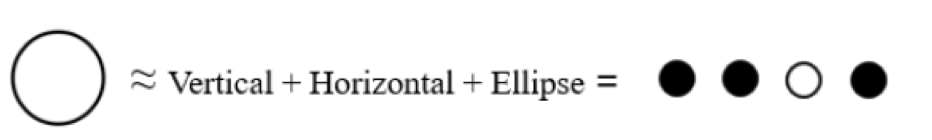 ≈ Vertical + Horizontal + Ellipse =